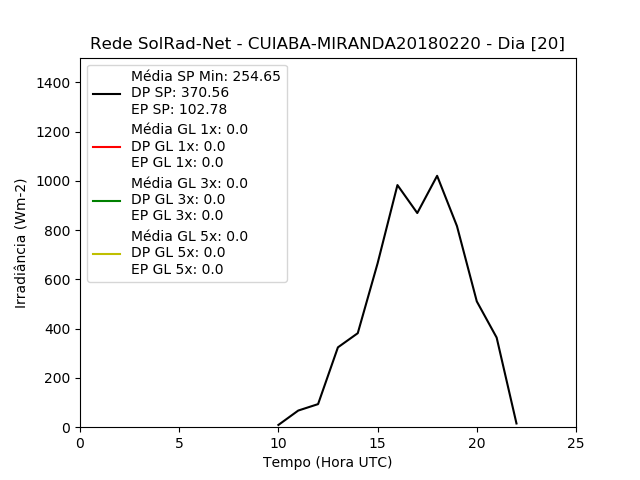 Rede SolRad-Net - CUIABA-MIRANDA20180220 - Dia [20]
Média SP Min: 254.65
DP SP: 370.56
EP SP: 102.78
Média GL 1x: 0.0
DP GL 1x: 0.0
EP GL 1x: 0.0
Média GL 3x: 0.0
DP GL 3x: 0.0
EP GL 3x: 0.0
Média GL 5x: 0.0
DP GL 5x: 0.0
EP GL 5x: 0.0
Irradiância (Wm-2)
1400
1200
1000
800
600
400
200
0
0 5 10 15 20 25
Tempo (Hora UTC)